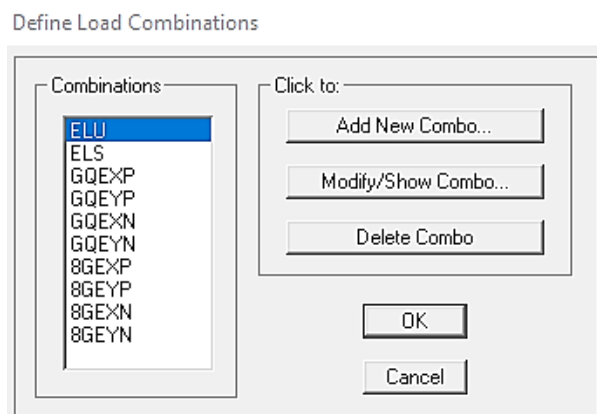 Define Load Combinations
Combinations
ELU
ELS
GQEXP
GQEYP
GQEXN
GQEYN
8GEXP
8GEYP
8GEXN
8GEYN
Click to:
Add New Combo...
Modify/Show Combo...
Delete Combo
OK
Cancel